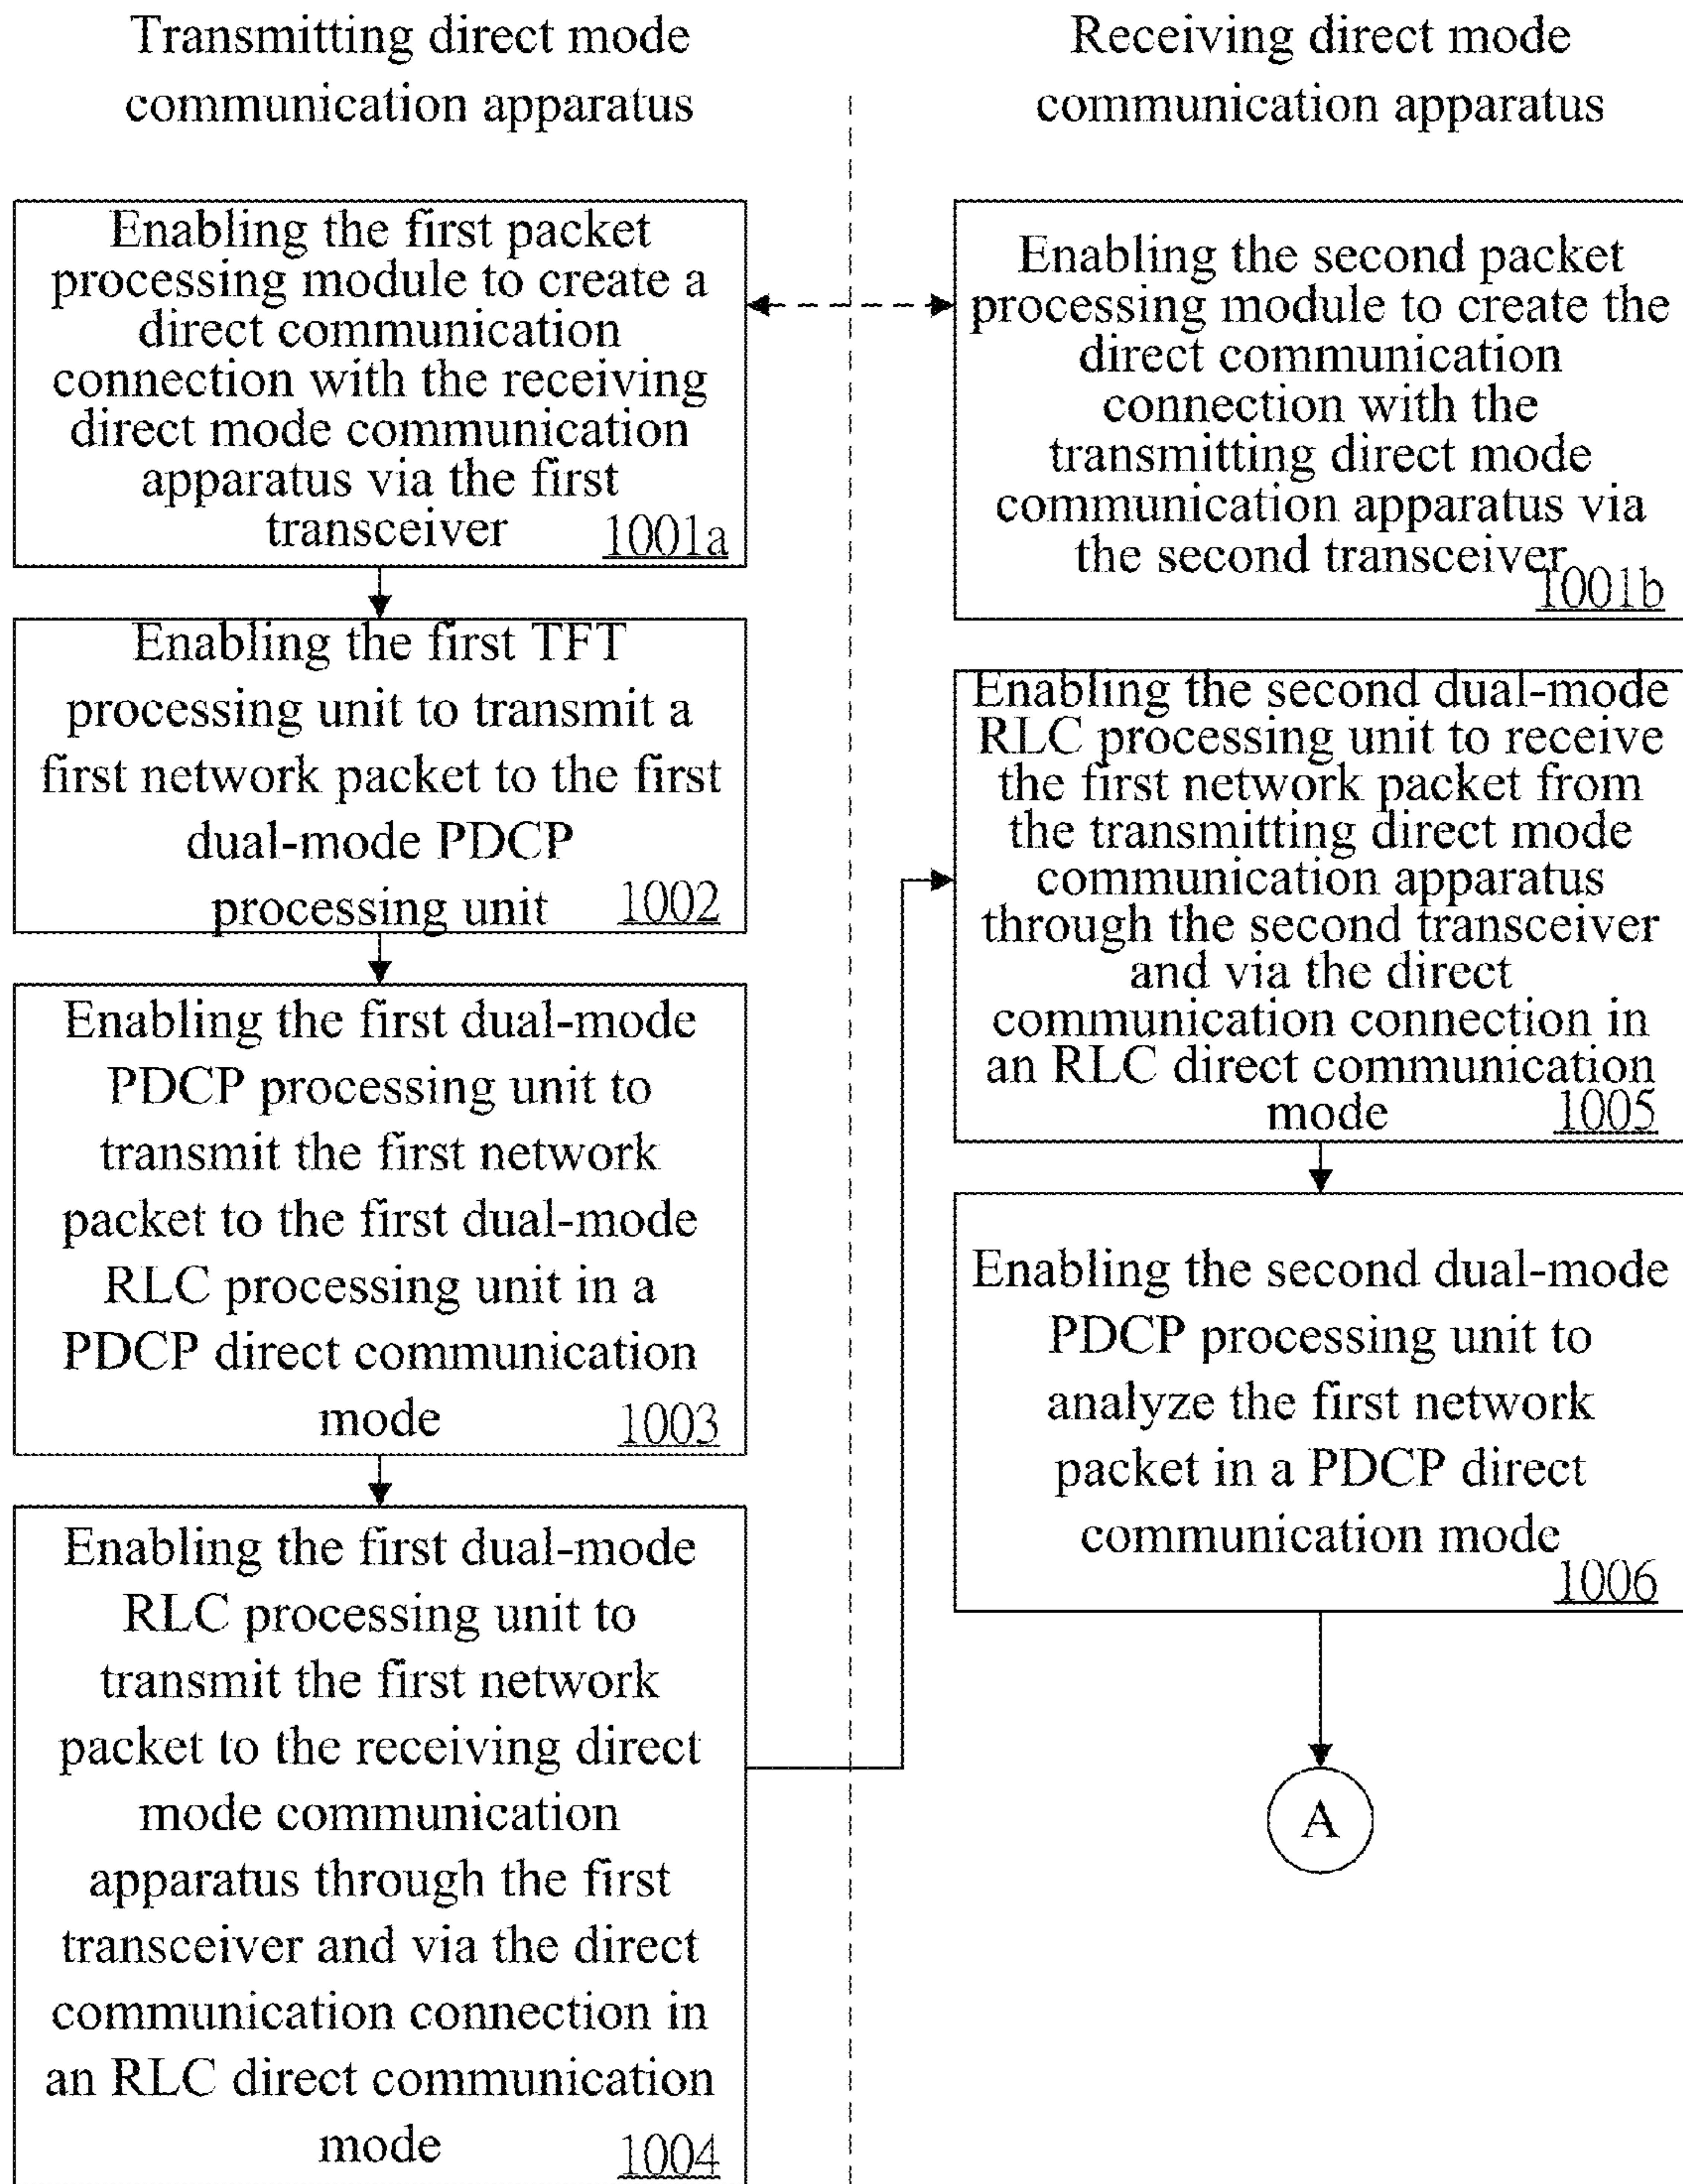 Transmitting direct mode
communication apparatus
Receiving direct mode
communication apparatus
Enabling the first packet
processing module to create a
direct communication
connection with the receiving
direct mode communication
apparatus via the first
transceiver 1001a
Enabling the second packet
processing module to create the
direct communication
connection with the
transmitting direct mode
communication apparatus via
the second transceiver
1001b
Enabling the first TFT
processing unit to transmit a
first network packet to the first
dual-mode PDCP
processing unit 1002
Enabling the first dual-mode
PDCP processing unit to
transmit the first network
packet to the first dual-mode
RLC processing unit in a
PDCP direct communication
mode 1003
Enabling the first dual-mode
RLC processing unit to
transmit the first network
packet to the receiving direct
mode communication
apparatus through the first
transceiver and via the direct
communication connection in
an RLC direct communication
mode 1004
Enabling the second dual-mode
RLC processing unit to receive
the first network packet from
the transmitting direct mode
communication apparatus
through the second transceiver
and via the direct
communication connection in
an RLC direct communication
mode 1005
Enabling the second dual-mode
PDCP processing unit to
analyze the first network
packet in a PDCP direct
communication mode
1006
A